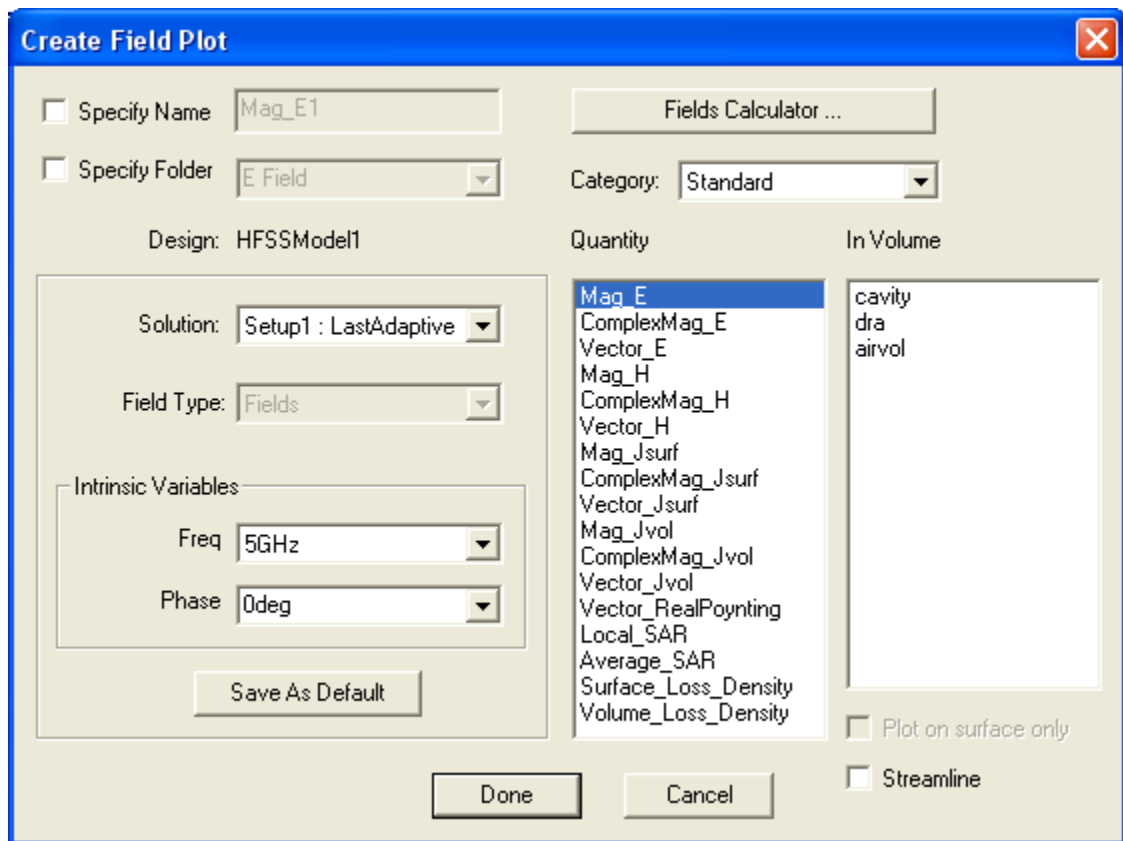 Create Field Plot
Specify Name
Mag_E1
Specify Folder
E Field
Design: HFSSModel1
Solution: Setup1 : LastAdaptive
Field Type: Fields
Intrinsic Variables
Freq 5GHz
Phase 0deg
Save As Default
Fields Calculator ...
Category: Standard
Quantity
Mag_E
ComplexMag_E
Vector_E
Mag_H
ComplexMag_H
Vector_H
Mag_Jsurf
ComplexMag_Jsurf
Vector_Jsurf
Mag_Jvol
ComplexMag_Jvol
Vector_Jvol
Vector_RealPoynting
Local_SAR
Average_SAR
Surface_Loss_Density
Volume_Loss_Density
In Volume
cavity
dra
airvol
Plot on surface only
Streamline
Done
Cancel